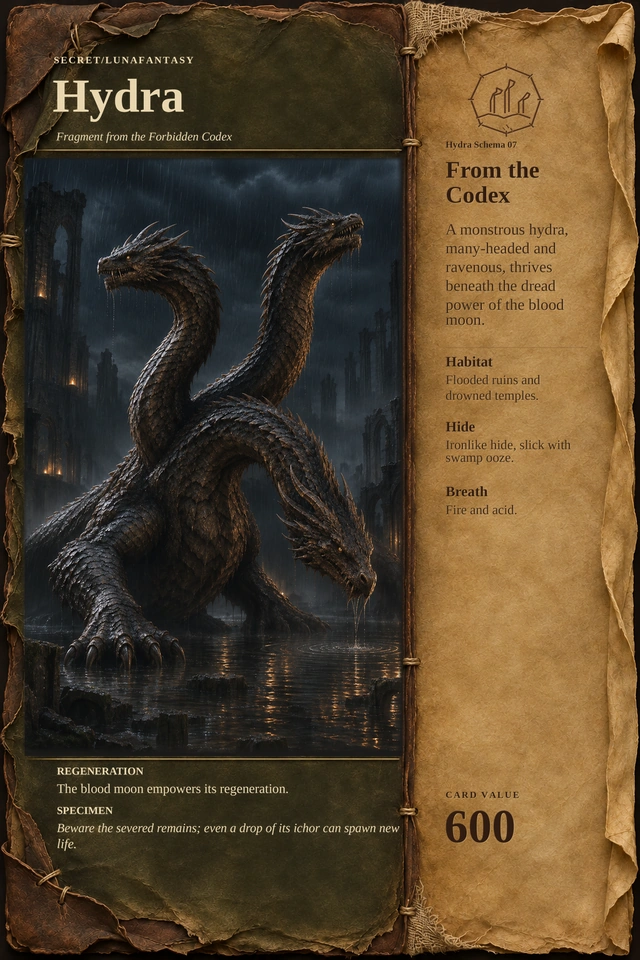 SECRET/LUNAFANTASY
Hydra
Fragment from the Forbidden Codex
REGENERATION
The blood moon empowers its regeneration.
SPECIMEN
Beware the severed remains; even a drop of its ichor can spawn new
life.
Hydra Schema 07
From the
Codex
A monstrous hydra,
many-headed and
ravenous, thrives
beneath the dread
power of the blood
moon.
Habitat
Flooded ruins and
drowned temples.
Hide
Ironlike hide, slick with
swamp ooze.
Breath
Fire and acid.
CARD VALUE
600